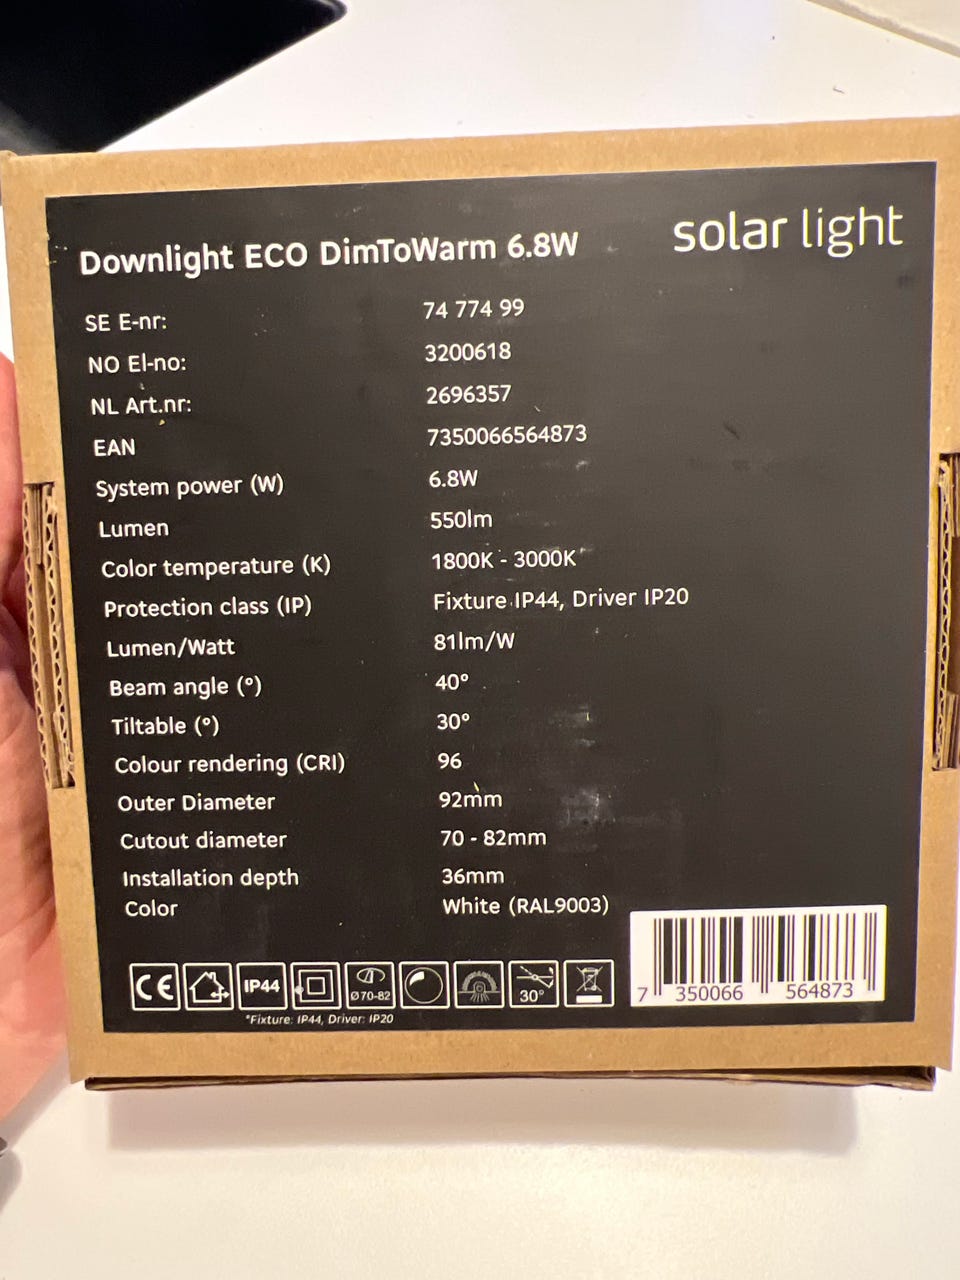 solar light
Downlight ECO DimToWarm 6.8W
SE E-nr: 74 774 99
NO El-no: 3200618
NL Art.nr: 2696357
EAN 7350066564873
System power (W) 6.8W
Lumen 550lm
Color temperature (K) 1800K - 3000K
Protection class (IP) Fixture IP44, Driver IP20
Lumen/Watt 81lm/W
Beam angle (°) 40°
Tiltable (°) 30°
Colour rendering (CRI) 96
Outer Diameter 92mm
Cutout diameter 70 - 82mm
Installation depth 36mm
Color White (RAL9003)
CE IP44 Ø70-82 30°
*Fixture: IP44, Driver: IP20
7 350066 564873